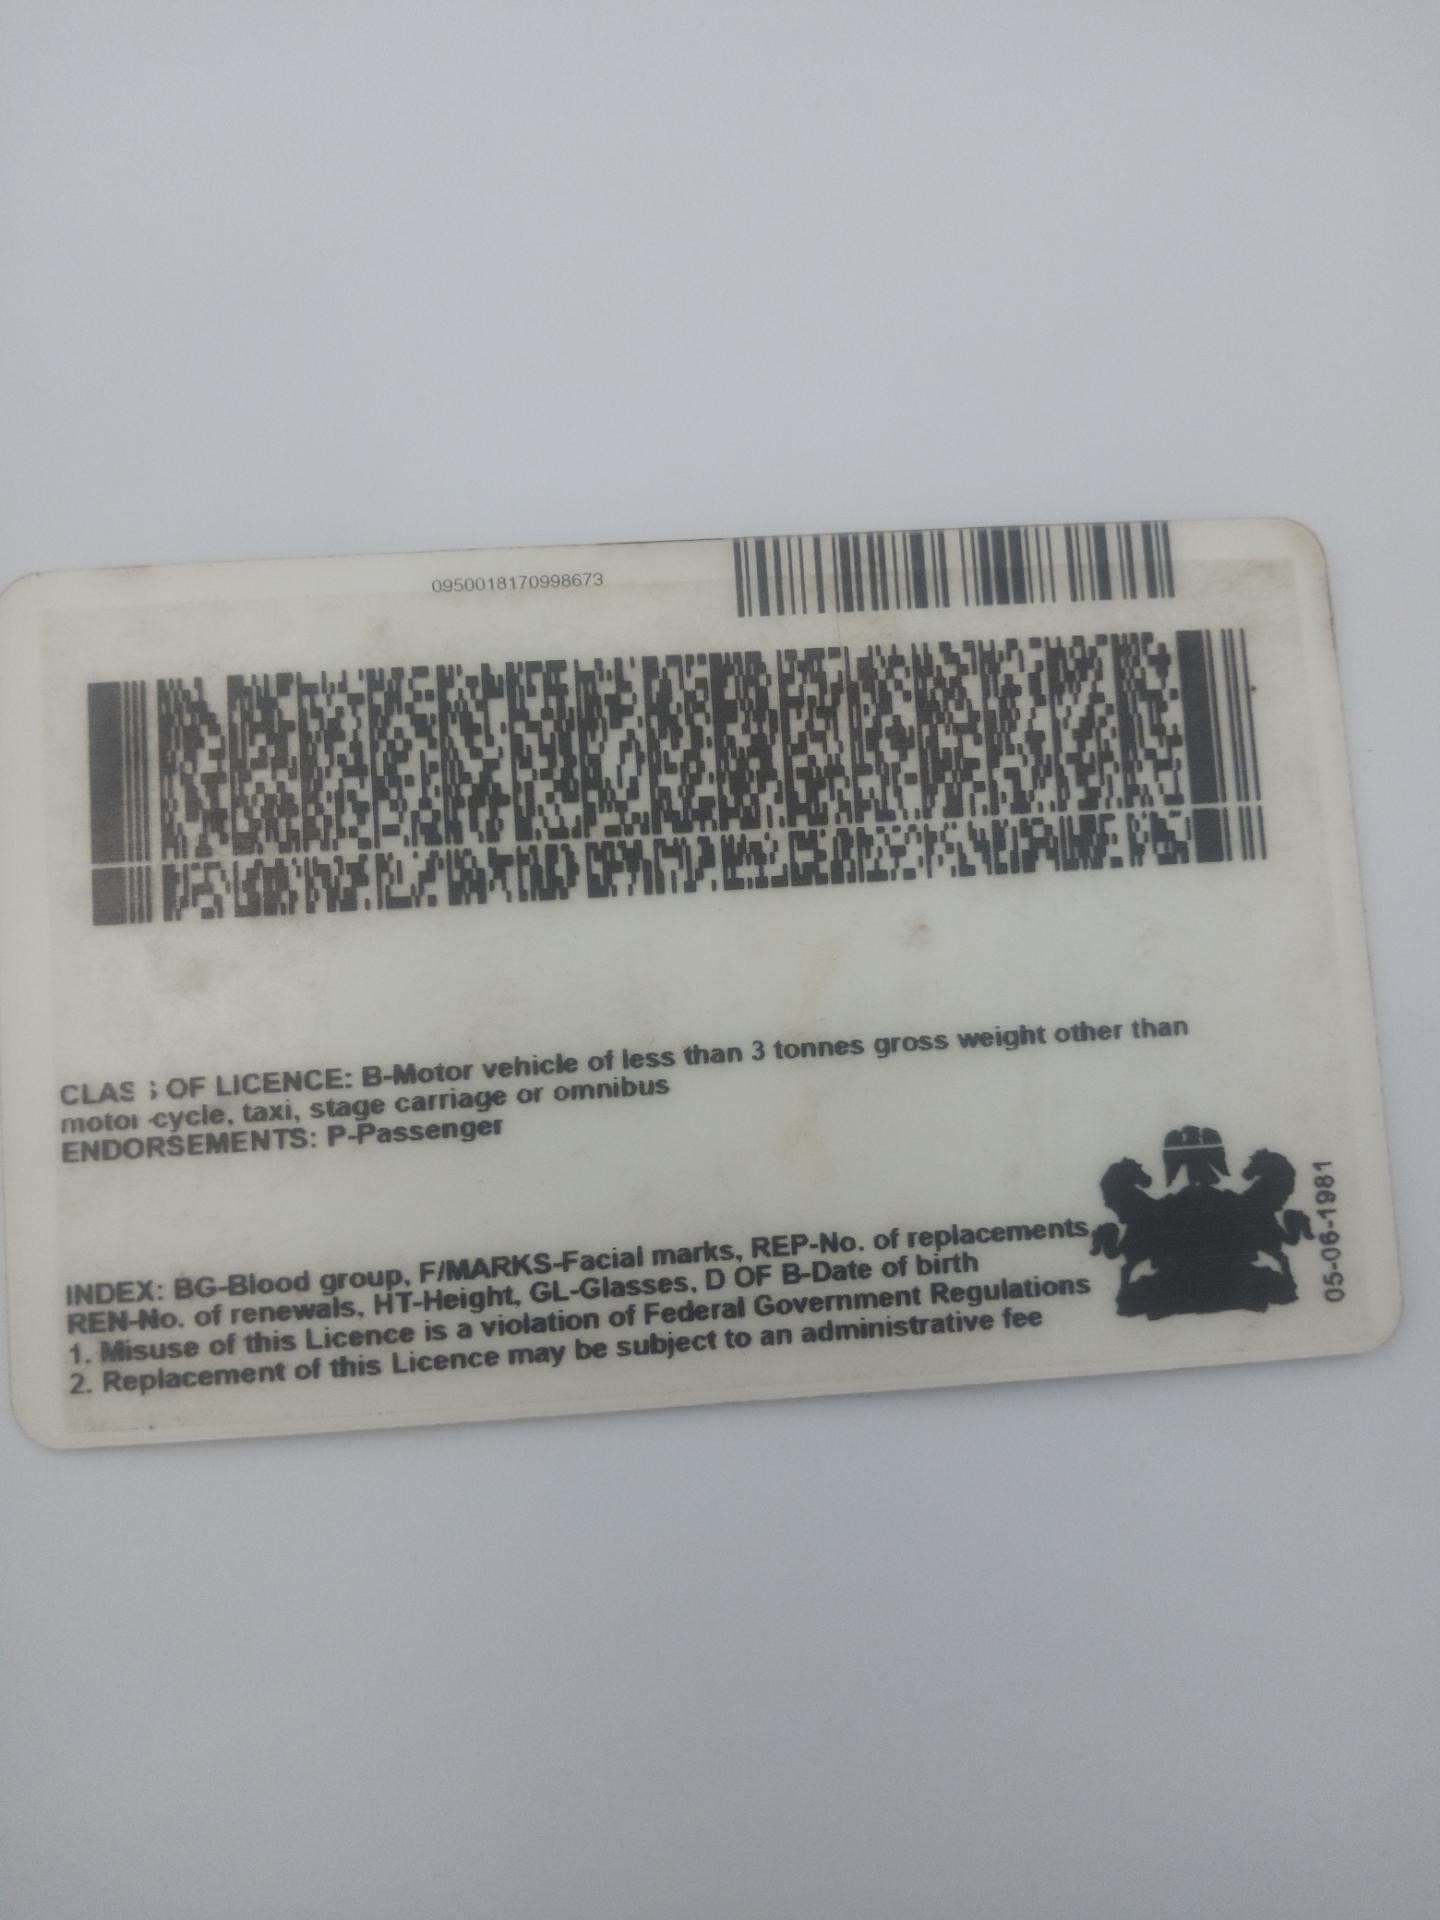 0950018170998673
CLASS OF LICENCE: B-Motor vehicle of less than 3 tonnes gross weight other than
motor-cycle, taxi, stage carriage or omnibus
ENDORSEMENTS: P-Passenger
INDEX: BG-Blood group, F/MARKS-Facial marks, REP-No. of replacements,
REN-No. of renewals, HT-Height, GL-Glasses, D OF B-Date of birth
1. Misuse of this Licence is a violation of Federal Government Regulations
2. Replacement of this Licence may be subject to an administrative fee
05-06-1981